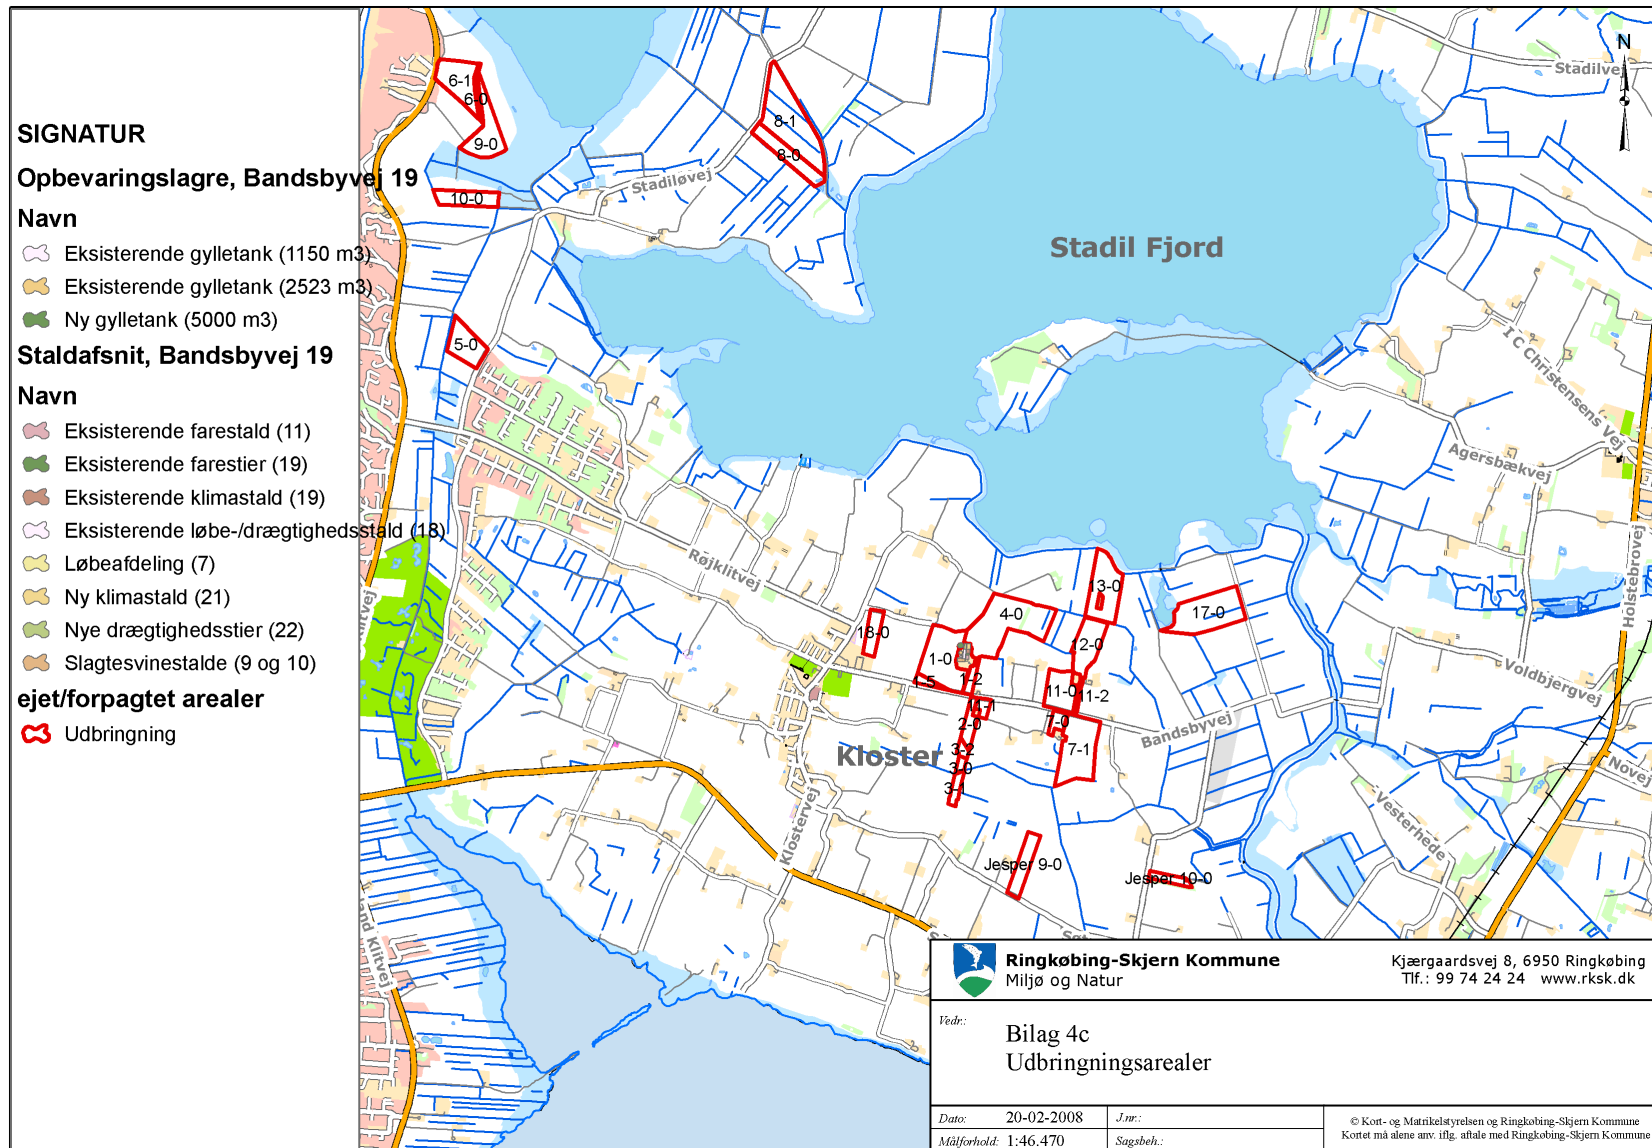 SIGNATUR
Opbevaringslagre, Bandsbyvej 19
Navn
Eksisterende gylletank (1150 m3)
Eksisterende gylletank (2523 m3)
Ny gylletank (5000 m3)
Staldafsnit, Bandsbyvej 19
Navn
Eksisterende farestald (11)
Eksisterende farestier (19)
Eksisterende klimastald (19)
Eksisterende løbe-/drægtighedsstald (18)
Løbeafdeling (7)
Ny klimastald (21)
Nye drægtighedsstier (22)
Slagtesvinestalde (9 og 10)
ejet/forpagtet arealer
Udbringning
N
Stadilvej
6-1
6-0
9-0
10-0
8-1
8-0
Stadiløvej
Stadil Fjord
5-0
I C Christensens Vej
Agersbækvej
Holstebrovej
Røjklitvej
Klitvej
13-0
17-0
4-0
18-0
12-0
1-0
1-5
1-2
11-0
11-2
11-1
2-0
7-0
7-1
3-2
3-0
3-1
Kloster
Bandsbyvej
Voldbjergvej
Novej
Vesterhede
Klostervej
Jesper 9-0
Jesper 10-0
land Klitvej
Ringkøbing-Skjern Kommune
Miljø og Natur
Kjærgaardsvej 8, 6950 Ringkøbing
Tlf.: 99 74 24 24 www.rksk.dk
Vedr.:
Bilag 4c
Udbringningsarealer
Dato: 20-02-2008
J.nr.:
Målforhold: 1:46.470
Sagsbeh.:
© Kort- og Matrikelstyrelsen og Ringkøbing-Skjern Kommune
Kortet må alene anv. iflg. aftale med Ringkøbing-Skjern Kommune